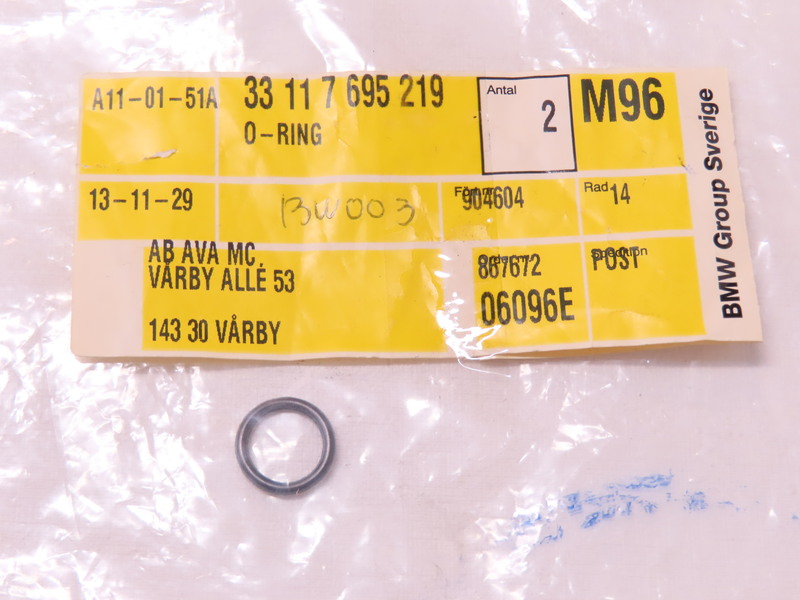 A11-01-51A
33 11 7 695 219
O-RING
Antal
2
M96
13-11-29
BW003
904604
Rad
14
AB AVA MC.
VÅRBY ALLÉ 53
143 30 VÅRBY
867672
06096E
POST
BMW Group Sverige